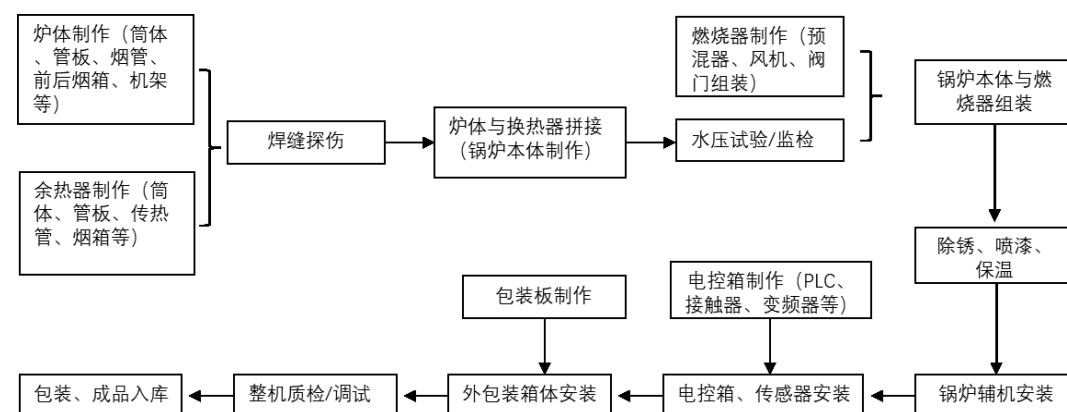 炉体制作（筒体
、管板、烟管、
前后烟箱、机架
等）
余热器制作（筒
体、管板、传热
管、烟箱等）
焊缝探伤
炉体与换热器拼接
（锅炉本体制作）
燃烧器制作（预
混器、风机、阀
门组装）
水压试验/监检
锅炉本体与燃
烧器组装
除锈、喷漆、
保温
锅炉辅机安装
电控箱制作（PLC、
接触器、变频器等）
电控箱、传感器安装
包装板制作
外包装箱体安装
整机质检/调试
包装、成品入库